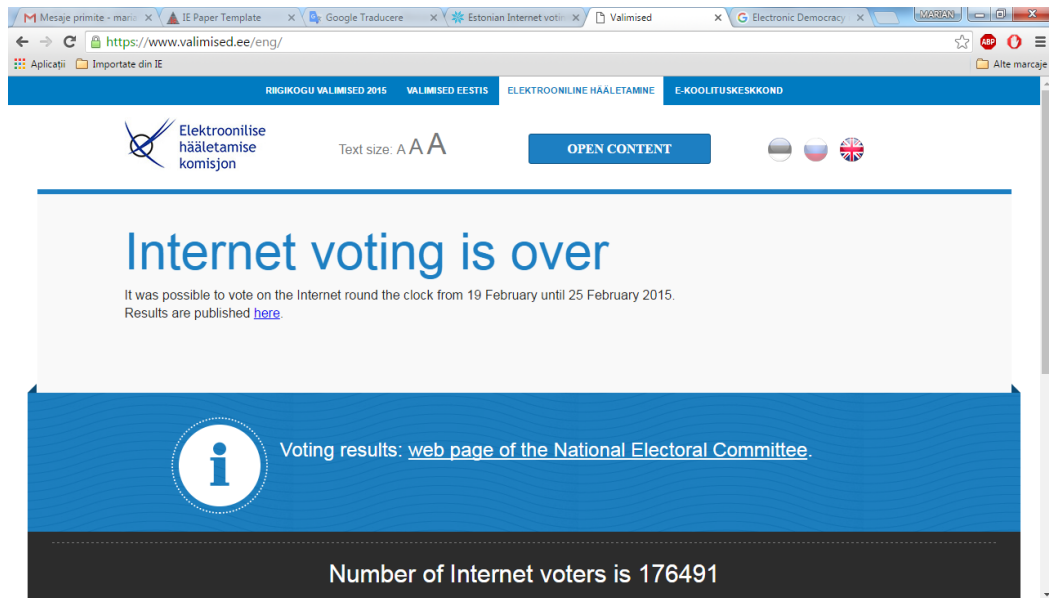 Mesaje primite - maria
IE Paper Template
Google Traducere
Estonian Internet votin
Valimised
Electronic Democracy
MARIAN
https://www.valimised.ee/eng/
ABP
Aplicații
Importate din IE
Alte marcaje
RIIGIKOGU VALIMISED 2015 VALIMISED EESTIS ELEKTROONILINE HÄÄLETAMINE E-KOOLITUSKESKKOND
Elektroonilise
hääletamise
komisjon
Text size: A A A
OPEN CONTENT
Internet voting is over
It was possible to vote on the Internet round the clock from 19 February until 25 February 2015.
Results are published here.
i
Voting results: web page of the National Electoral Committee.
Number of Internet voters is 176491